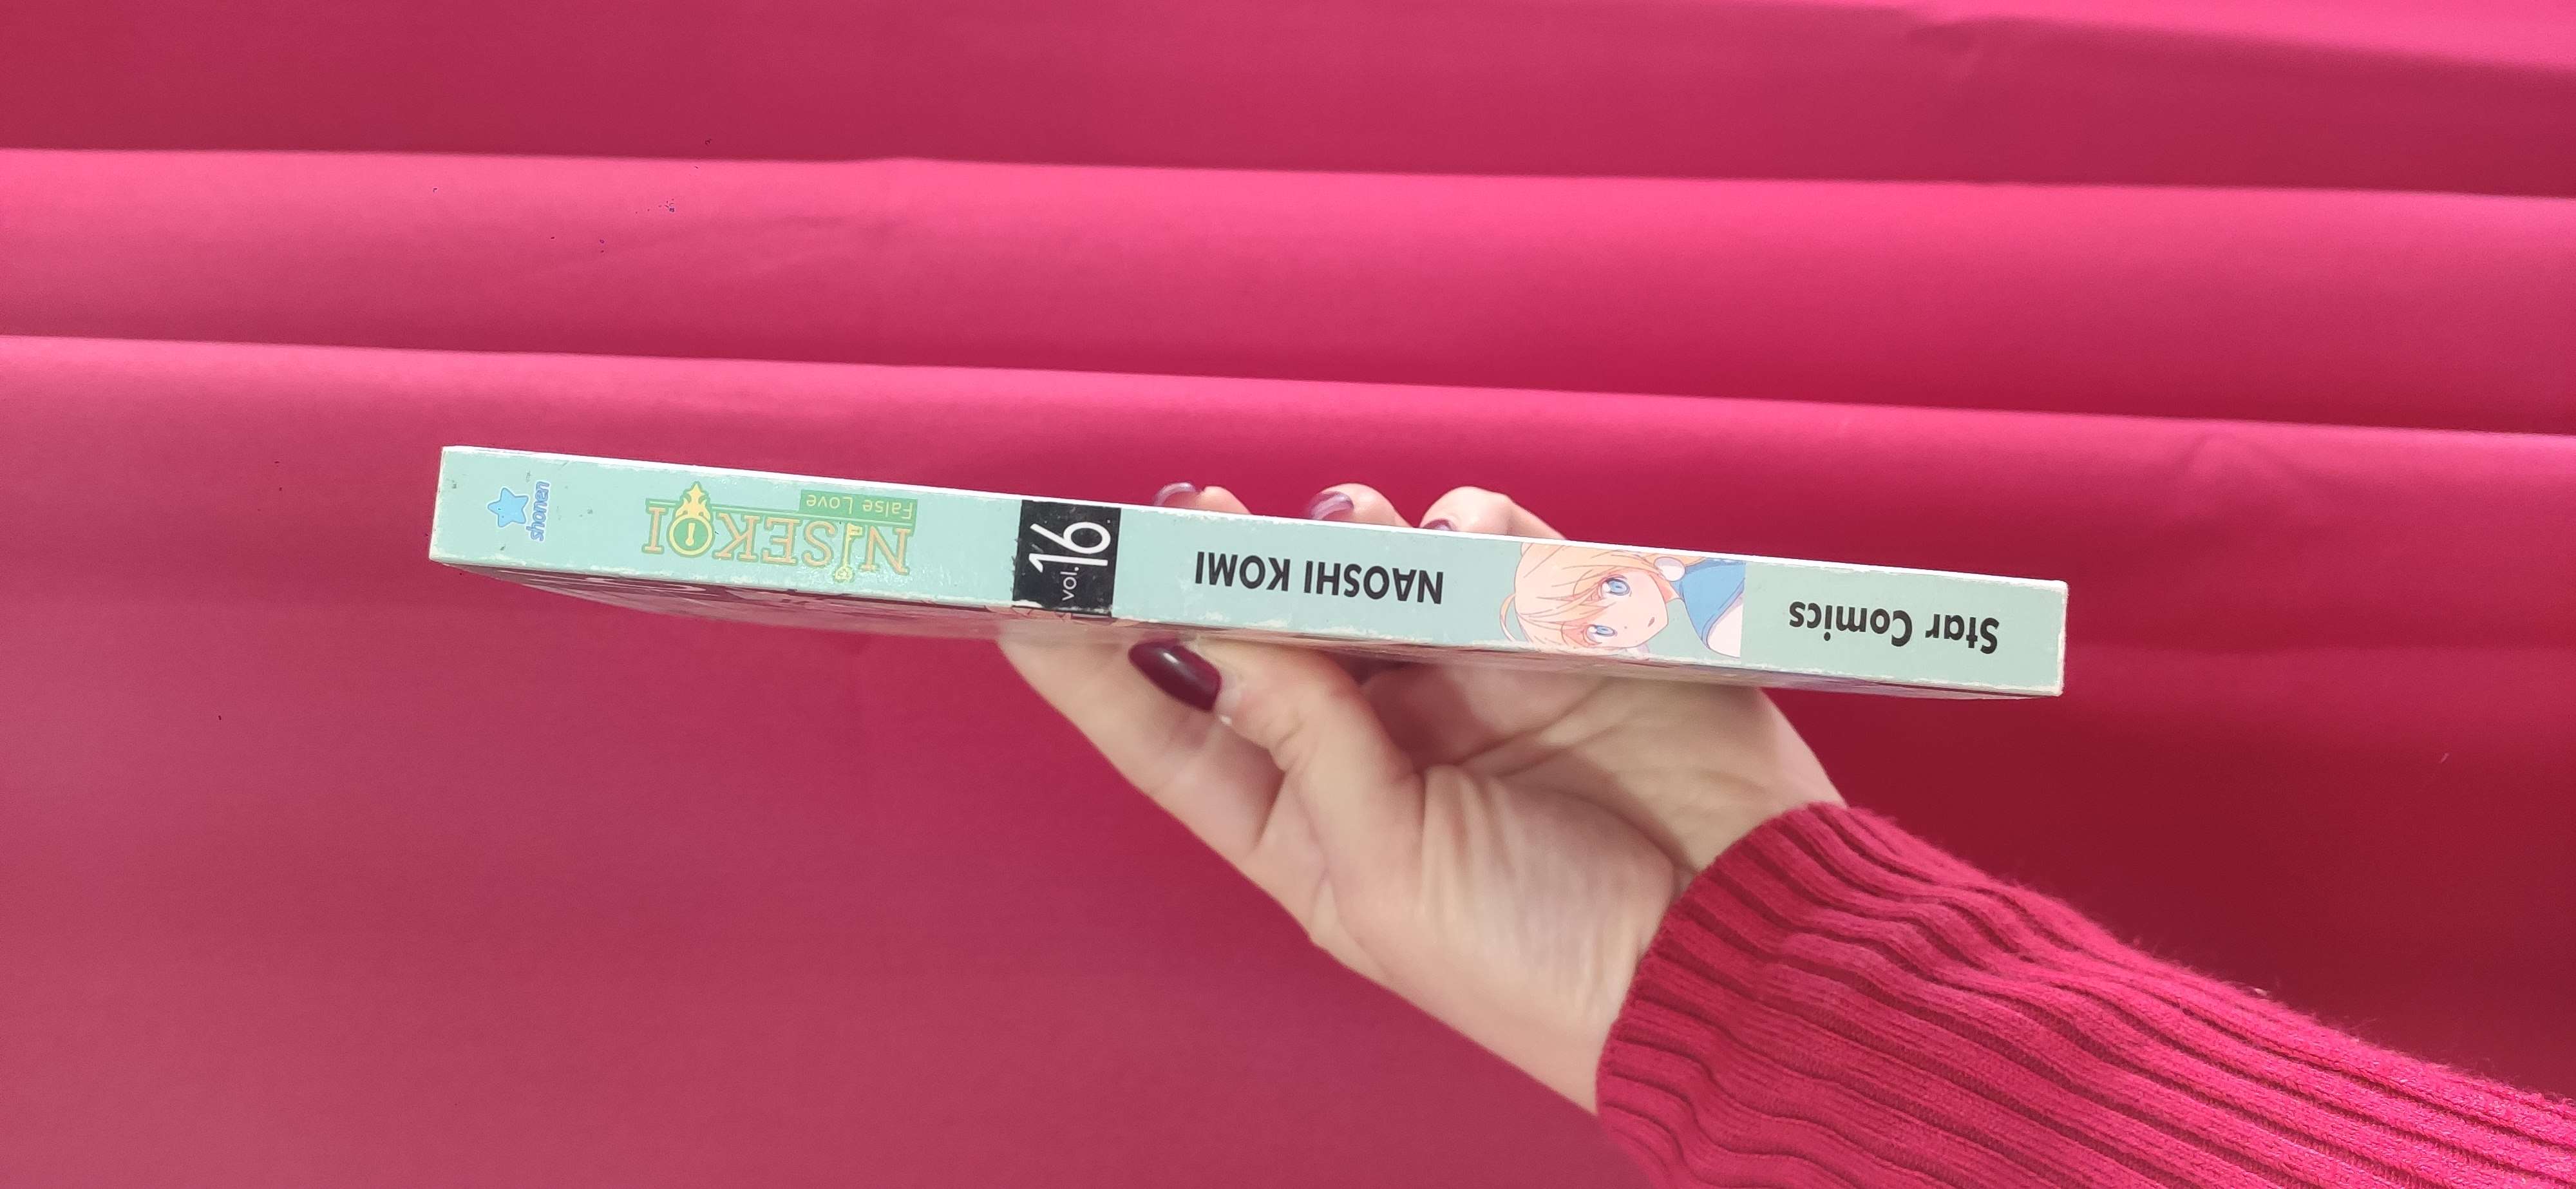 Star Comics
NAOSHI KOMI
vol. 16
NISEKOI
False Love
shonen